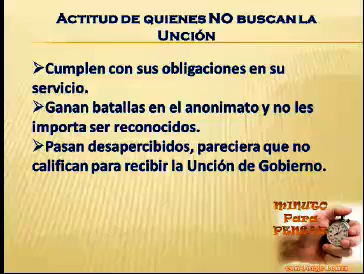 ACTITUD DE QUIENES NO BUSCAN LA
UNCIÓN
➢Cumplen con sus obligaciones en su
servicio.
➢Ganan batallas en el anonimato y no les
importa ser reconocidos.
➢Pasan desapercibidos, pareciera que no
califican para recibir la Unción de Gobierno.
MINUTO
Para
PENSAR